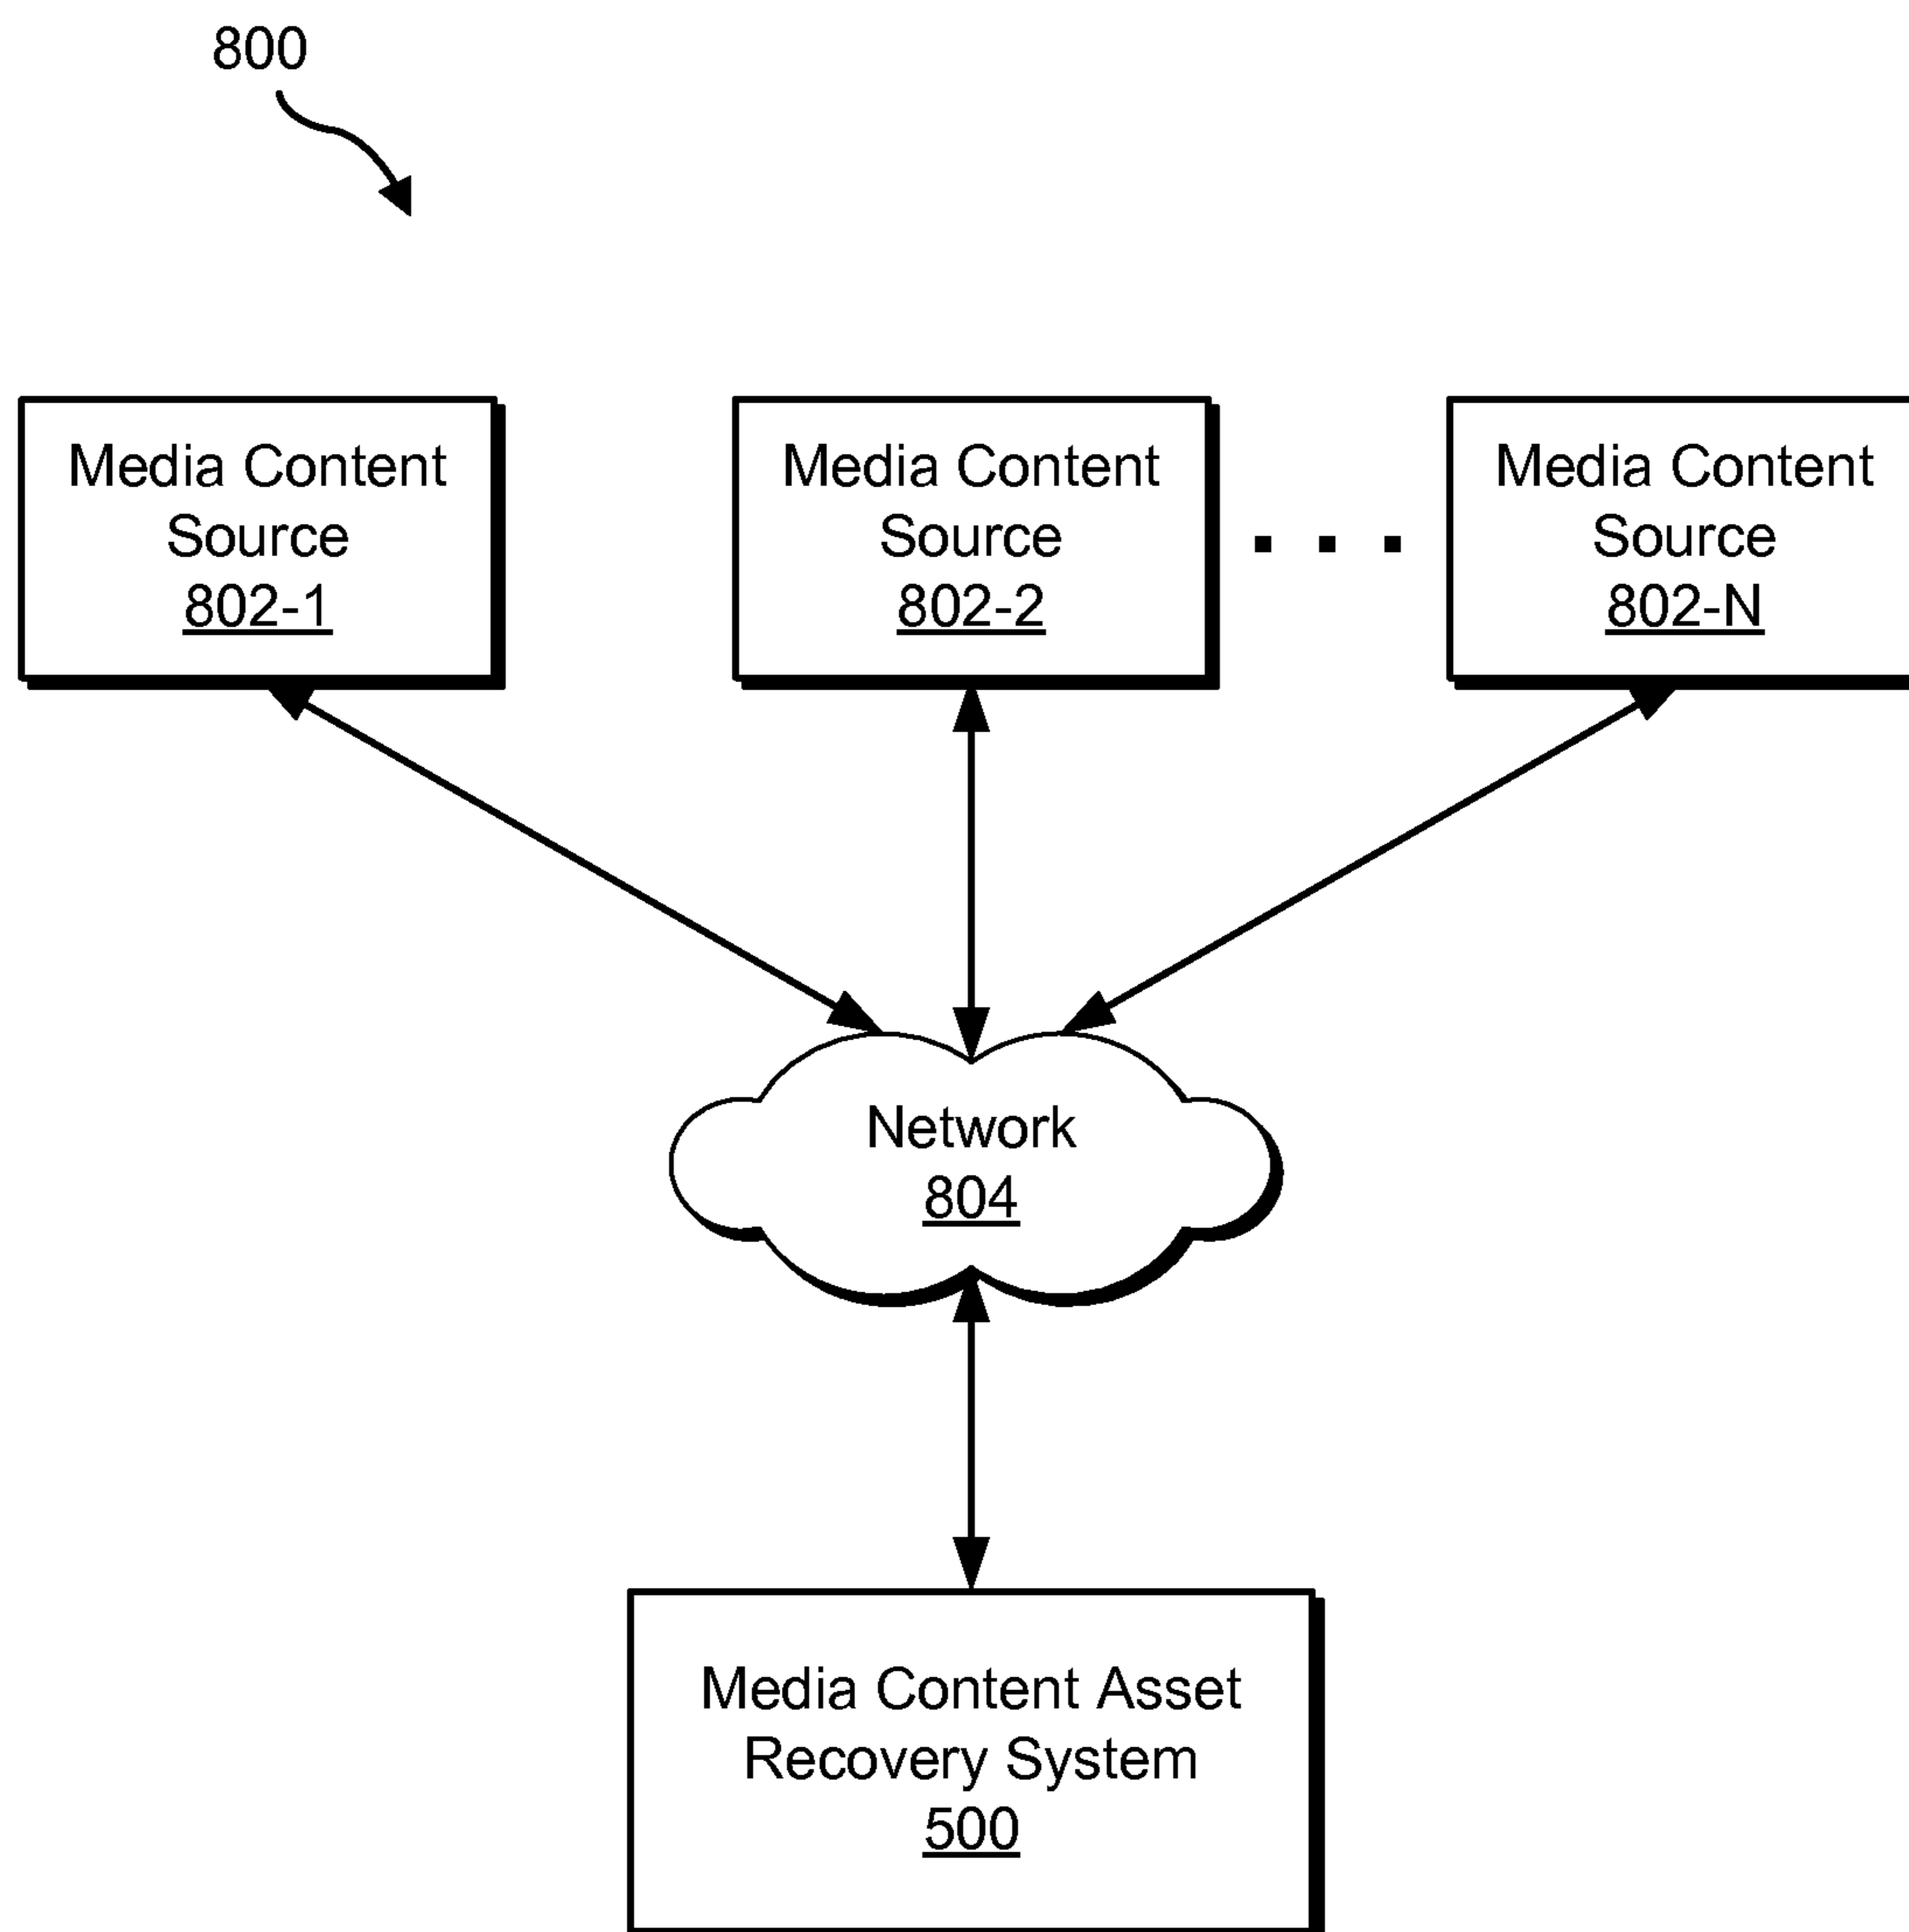 800
Media Content
Source
802-1
Media Content
Source
802-2
. . .
Media Content
Source
802-N
Network
804
Media Content Asset
Recovery System
500